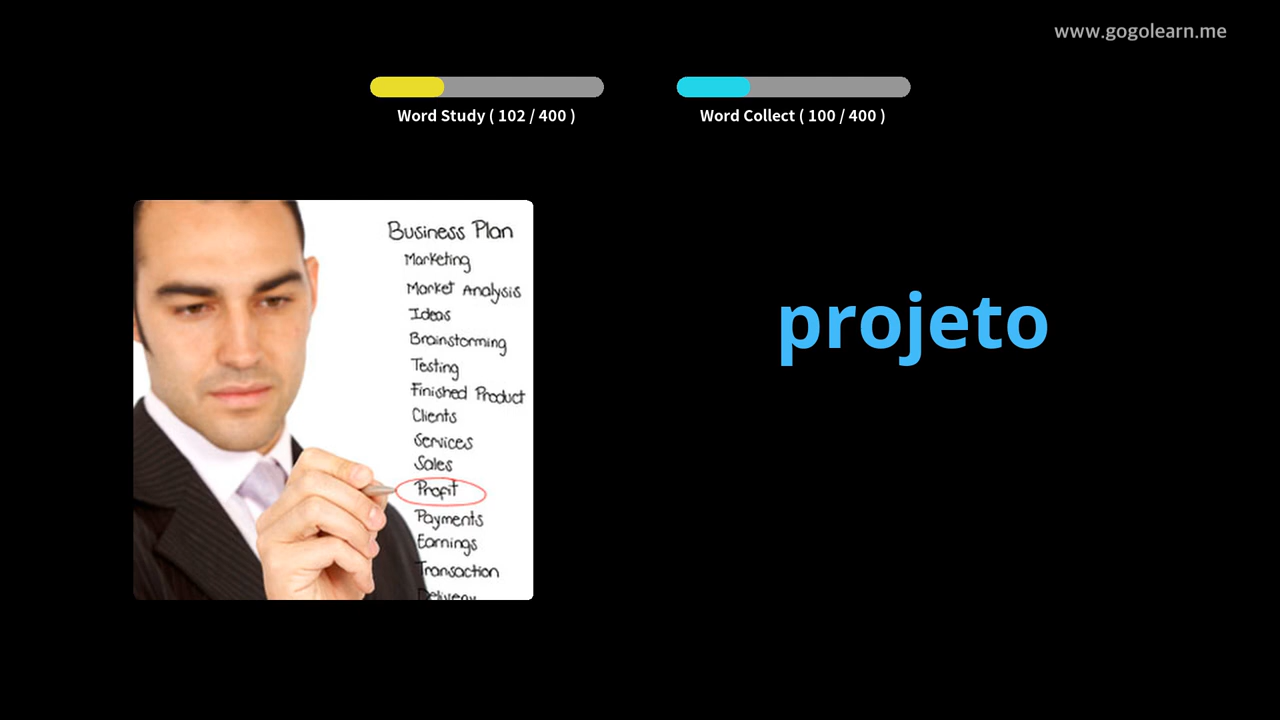 www.gogolearn.me
Word Study ( 102 / 400 )
Word Collect ( 100 / 400 )
Business Plan
Marketing
Market Analysis
Ideas
Brainstorming
Testing
Finished Product
Clients
Services
Sales
Profit
Payments
Earnings
Transaction
Delivery
projeto